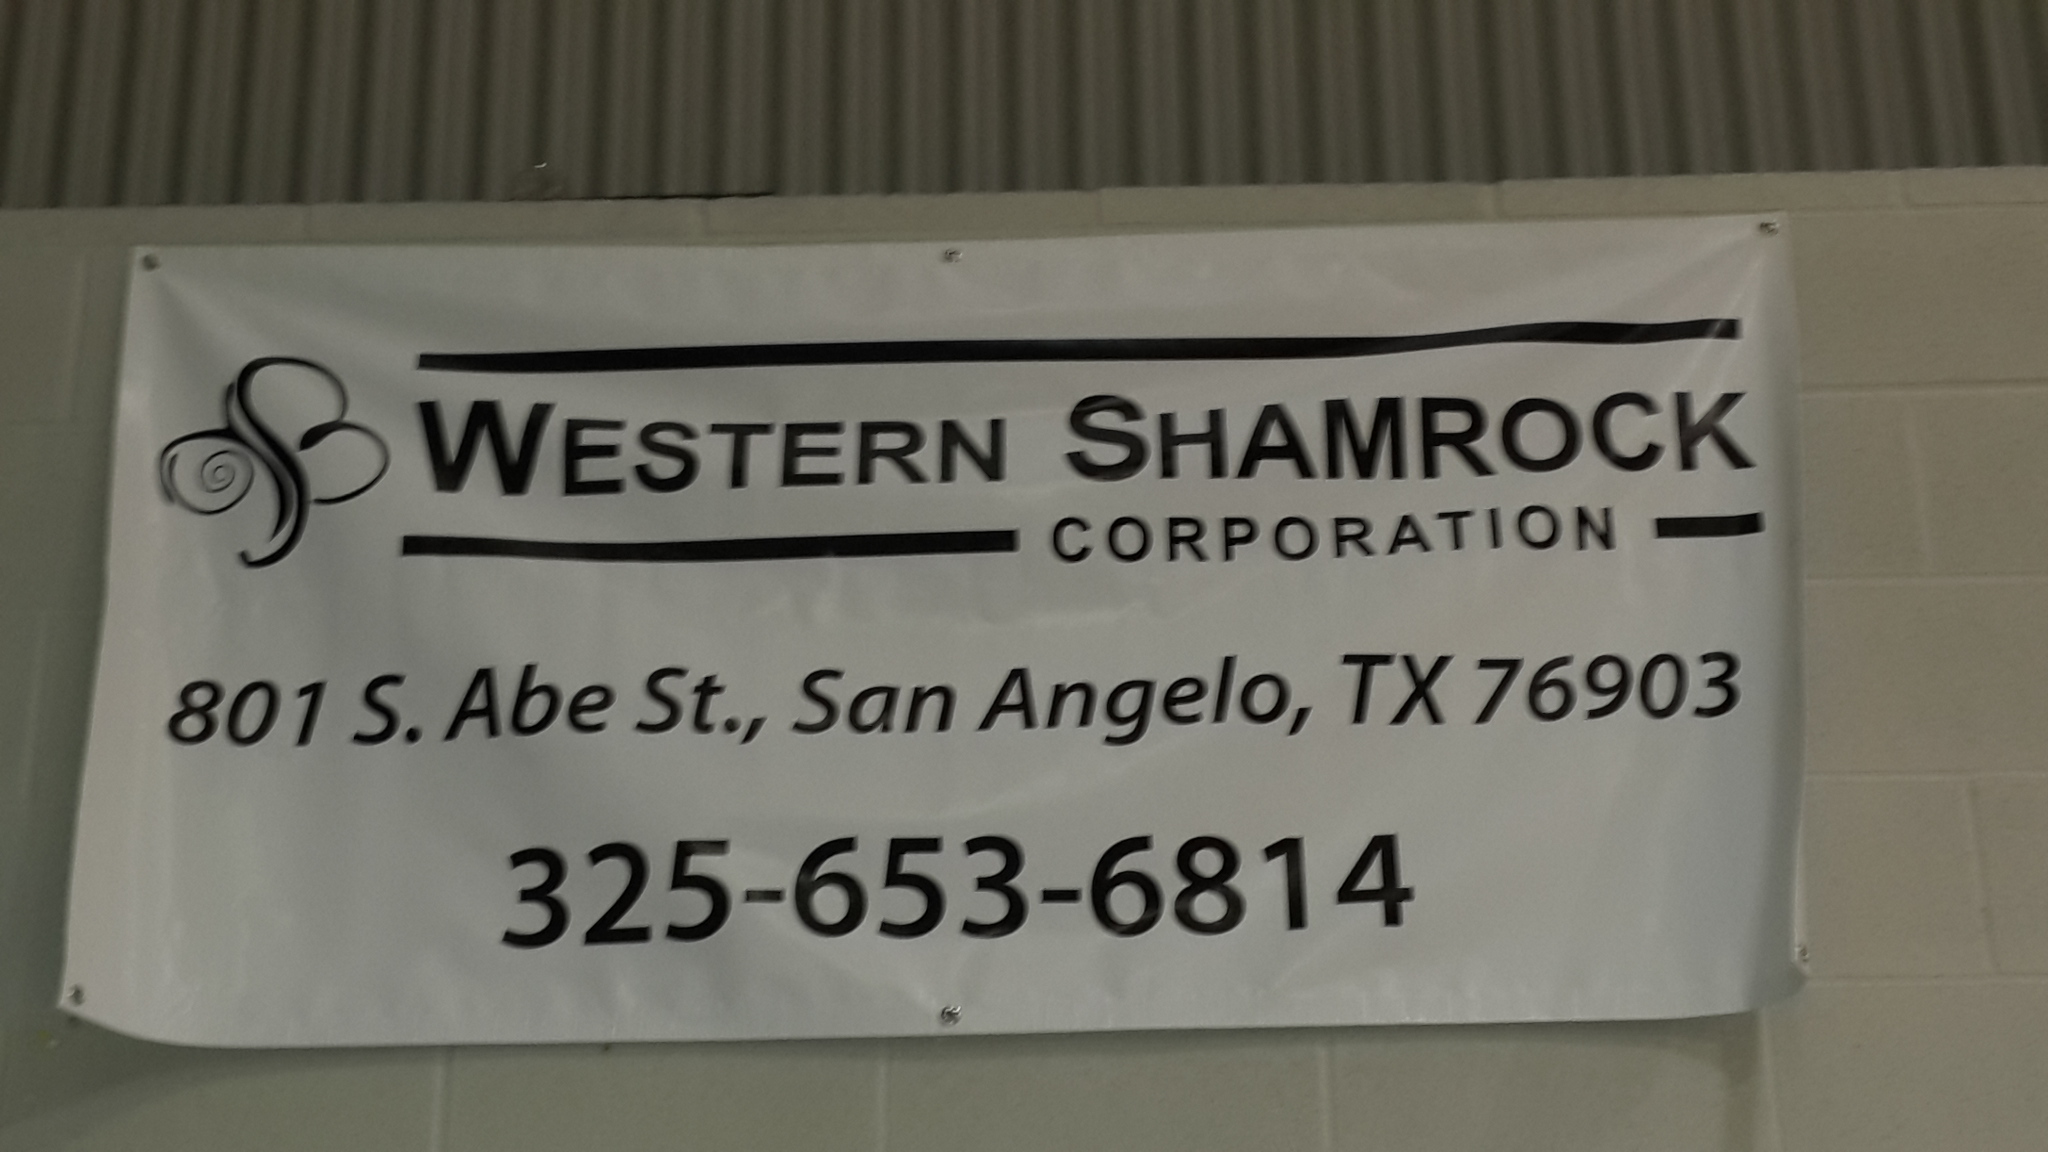 WESTERN SHAMROCK
CORPORATION
801 S. Abe St., San Angelo, TX 76903
325-653-6814